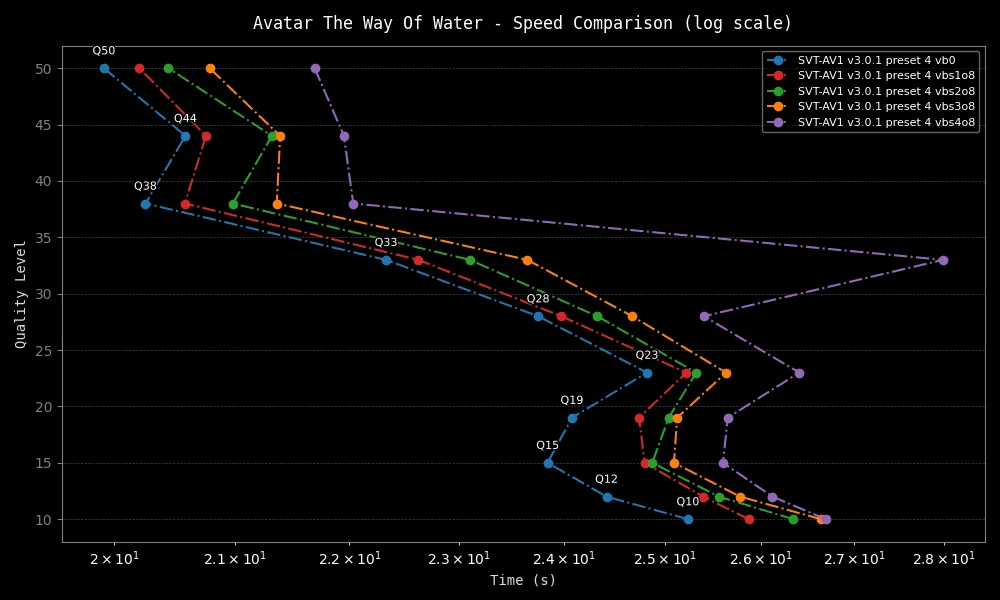 Avatar The Way Of Water - Speed Comparison (log scale)
SVT-AV1 v3.0.1 preset 4 vb0
SVT-AV1 v3.0.1 preset 4 vbs1o8
SVT-AV1 v3.0.1 preset 4 vbs2o8
SVT-AV1 v3.0.1 preset 4 vbs3o8
SVT-AV1 v3.0.1 preset 4 vbs4o8
Quality Level
50
45
40
35
30
25
20
15
10
Q50
Q44
Q38
Q33
Q28
Q23
Q19
Q15
Q12
Q10
2 × 10¹ 2.1 × 10¹ 2.2 × 10¹ 2.3 × 10¹ 2.4 × 10¹ 2.5 × 10¹ 2.6 × 10¹ 2.7 × 10¹ 2.8 × 10¹
Time (s)